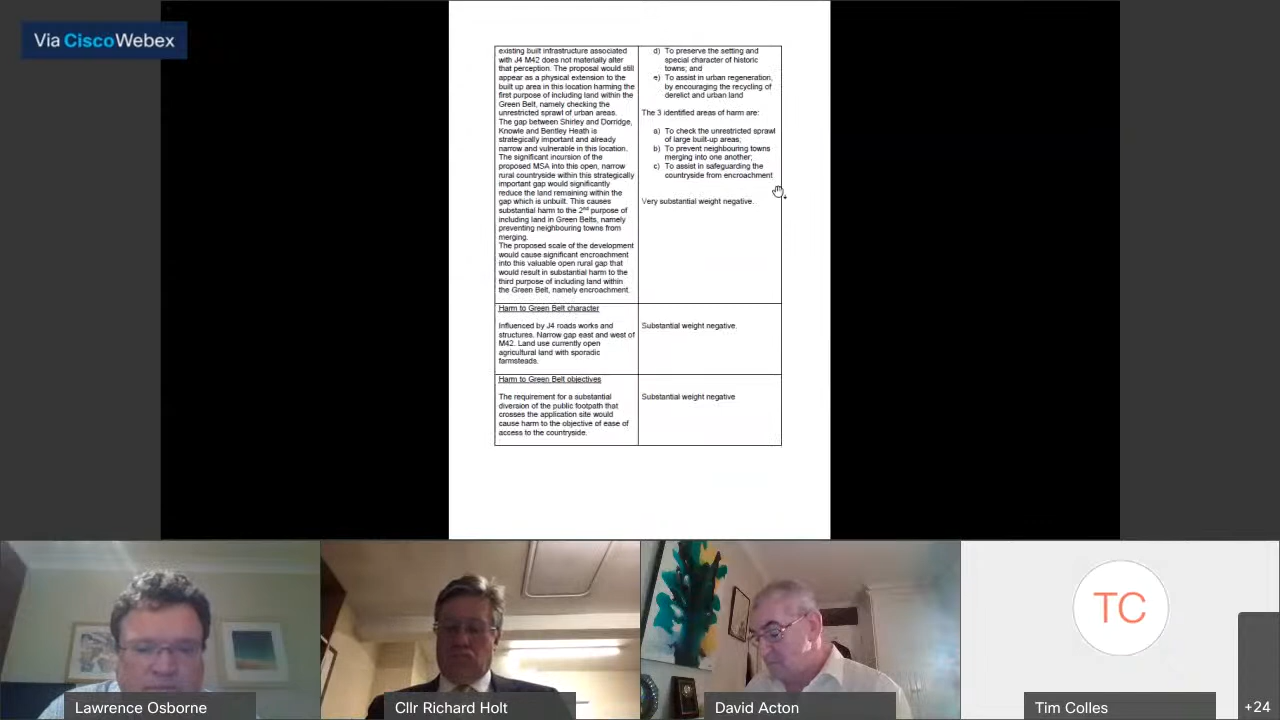 Via CiscoWebex
existing built infrastructure associated
with J4 M42 does not materially alter
that perception. The proposal would still
appear as a physical extension to the
built up area in this location harming the
first purpose of including land within the
Green Belt, namely checking the
unrestricted sprawl of urban areas.
The gap between Shirley and Dorridge,
Knowle and Bentley Heath is
strategically important and already
narrow and vulnerable in this location.
The significant incursion of the
proposed MSA into this open, narrow
rural countryside within this strategically
important gap would significantly
reduce the land remaining within the
gap which is unbuilt. This causes
substantial harm to the 2nd purpose of
including land in Green Belts, namely
preventing neighbouring towns from
merging.
The proposed scale of the development
would cause significant encroachment
into this valuable open rural gap that
would result in substantial harm to the
third purpose of including land within
the Green Belt, namely encroachment.
d) To preserve the setting and
special character of historic
towns; and
e) To assist in urban regeneration,
by encouraging the recycling of
derelict and urban land
The 3 identified areas of harm are:
a) To check the unrestricted sprawl
of large built-up areas;
b) To prevent neighbouring towns
merging into one another;
c) To assist in safeguarding the
countryside from encroachment
Very substantial weight negative.
Harm to Green Belt character
Influenced by J4 roads works and
structures. Narrow gap east and west of
M42. Land use currently open
agricultural land with sporadic
farmsteads.
Substantial weight negative.
Harm to Green Belt objectives
The requirement for a substantial
diversion of the public footpath that
crosses the application site would
cause harm to the objective of ease of
access to the countryside.
Substantial weight negative
TC
Lawrence Osborne
Cllr Richard Holt
David Acton
Tim Colles
+24